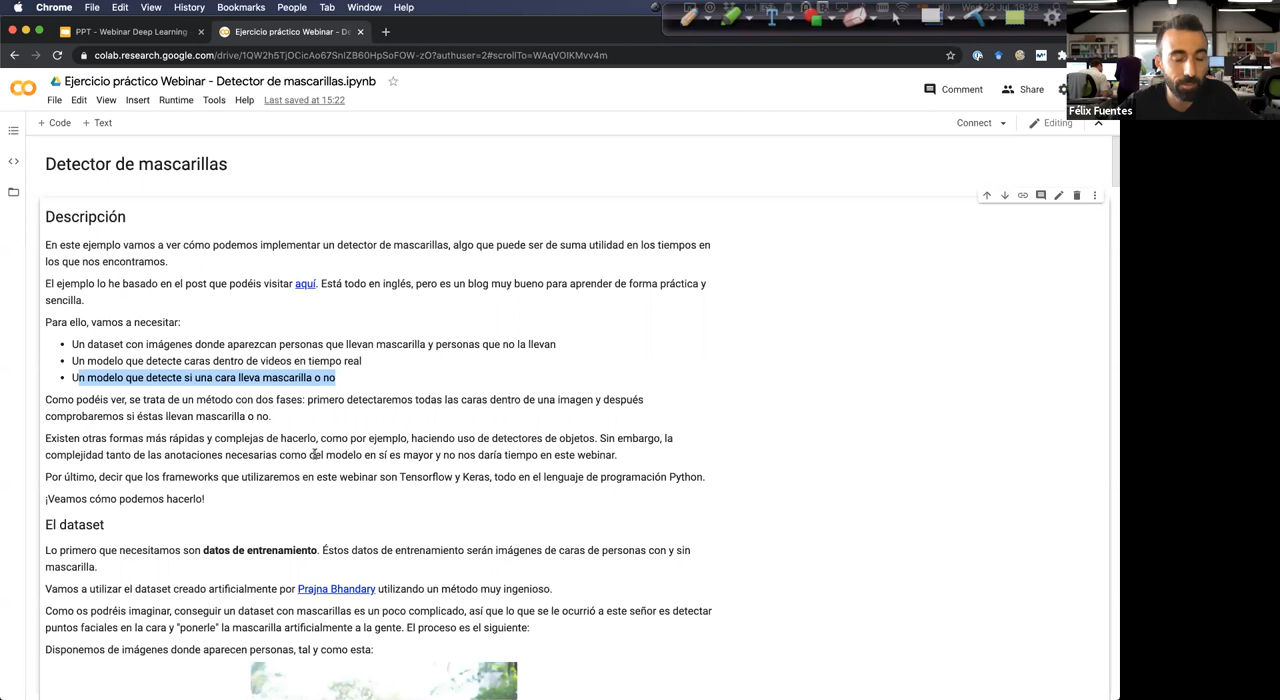 Chrome File Edit View History Bookmarks People Tab Window Help
PPT - Webinar Deep Learning
Ejercicio práctico Webinar - De
colab.research.google.com/drive/1QW2h5TjOCicAo67SnIZB60HpSoFOW-zO?authuser=2#scrollTo=WAqVOlKMvv4m
Ejercicio práctico Webinar - Detector de mascarillas.ipynb
File Edit View Insert Runtime Tools Help Last saved at 15:22
Comment Share
Félix Fuentes
+ Code + Text
Connect Editing
Detector de mascarillas
Descripción
En este ejemplo vamos a ver cómo podemos implementar un detector de mascarillas, algo que puede ser de suma utilidad en los tiempos en
los que nos encontramos.
El ejemplo lo he basado en el post que podéis visitar aquí. Está todo en inglés, pero es un blog muy bueno para aprender de forma práctica y
sencilla.
Para ello, vamos a necesitar:
• Un dataset con imágenes donde aparezcan personas que llevan mascarilla y personas que no la llevan
• Un modelo que detecte caras dentro de videos en tiempo real
• Un modelo que detecte si una cara lleva mascarilla o no
Como podéis ver, se trata de un método con dos fases: primero detectaremos todas las caras dentro de una imagen y después
comprobaremos si éstas llevan mascarilla o no.
Existen otras formas más rápidas y complejas de hacerlo, como por ejemplo, haciendo uso de detectores de objetos. Sin embargo, la
complejidad tanto de las anotaciones necesarias como del modelo en sí es mayor y no nos daría tiempo en este webinar.
Por último, decir que los frameworks que utilizaremos en este webinar son Tensorflow y Keras, todo en el lenguaje de programación Python.
¡Veamos cómo podemos hacerlo!
El dataset
Lo primero que necesitamos son datos de entrenamiento. Éstos datos de entrenamiento serán imágenes de caras de personas con y sin
mascarilla.
Vamos a utilizar el dataset creado artificialmente por Prajna Bhandary utilizando un método muy ingenioso.
Como os podréis imaginar, conseguir un dataset con mascarillas es un poco complicado, así que lo que se le ocurrió a este señor es detectar
puntos faciales en la cara y "ponerle" la mascarilla artificialmente a la gente. El proceso es el siguiente:
Disponemos de imágenes donde aparecen personas, tal y como esta: